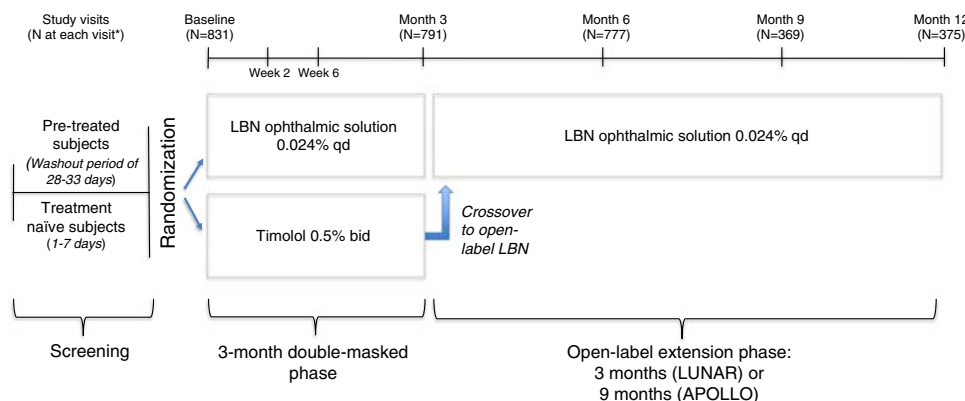 Study visits
(N at each visit*)
Baseline
(N=831)
Month 3
(N=791)
Month 6
(N=777)
Month 9
(N=369)
Month 12
(N=375)
Week 2
Week 6
Pre-treated
subjects
(Washout period of
28-33 days)
Treatment
naïve subjects
(1-7 days)
Randomization
LBN ophthalmic solution
0.024% qd
LBN ophthalmic solution
0.024% qd
Timolol 0.5% bid
Crossover
to open-
label LBN
Screening
3-month double-masked
phase
Open-label extension phase:
3 months (LUNAR) or
9 months (APOLLO)